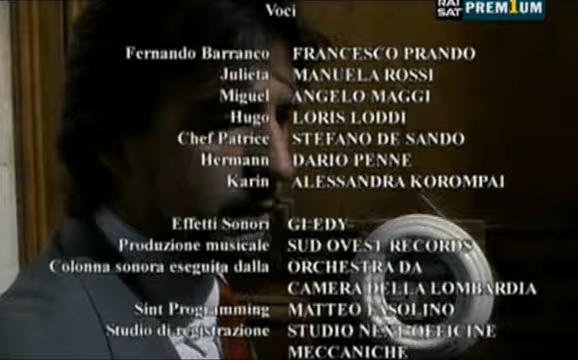 Voci
RAI SAT PREM1UM
Fernando Barranco FRANCESCO PRANDO
Julieta MANUELA ROSSI
Miguel ANGELO MAGGI
Hugo LORIS LODDI
Chef Patrice STEFANO DE SANDO
Hermann DARIO PENNE
Karin ALESSANDRA KOROMPAI
Effetti Sonori GI.EDY
Produzione musicale SUD OVEST RECORDS
Colonna sonora eseguita dalla ORCHESTRA DA
CAMERA DELLA LOMBARDIA
Sint Programming MATTEO FASOLINO
Studio di registrazione STUDIO NEXT OFFICINE
MECCANICHE